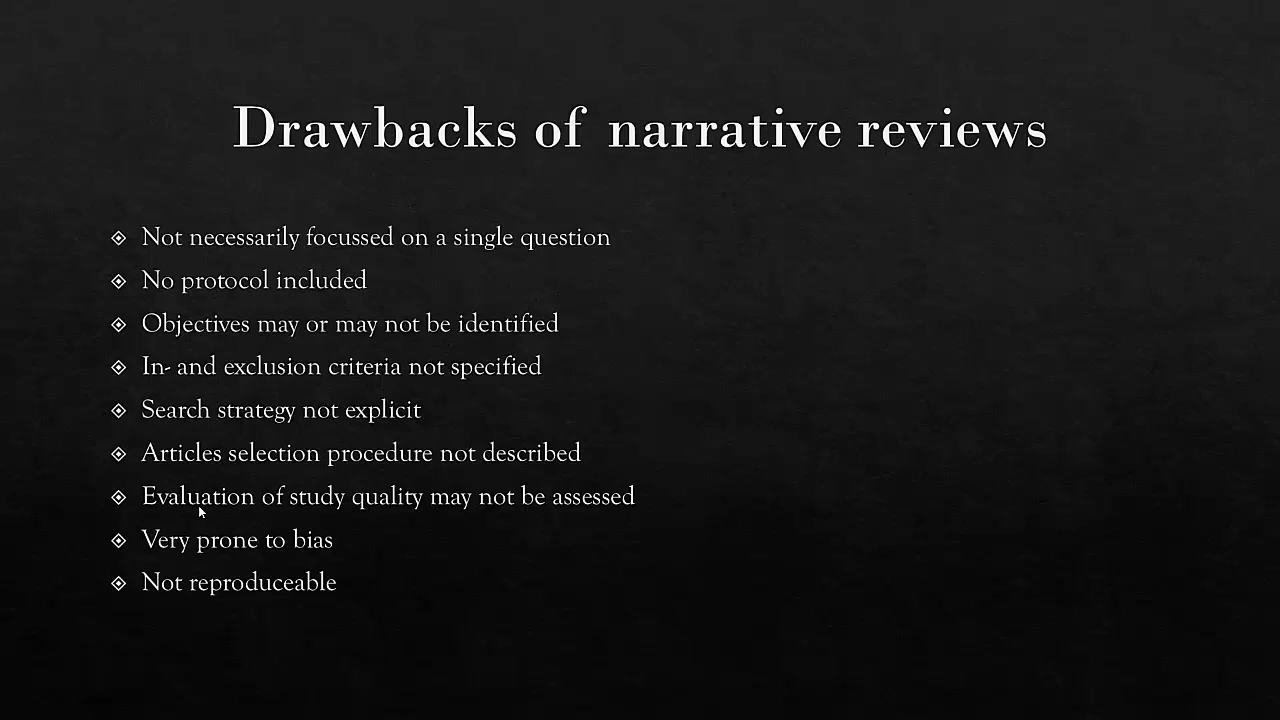 Drawbacks of narrative reviews
Not necessarily focussed on a single question
No protocol included
Objectives may or may not be identified
In- and exclusion criteria not specified
Search strategy not explicit
Articles selection procedure not described
Evaluation of study quality may not be assessed
Very prone to bias
Not reproduceable